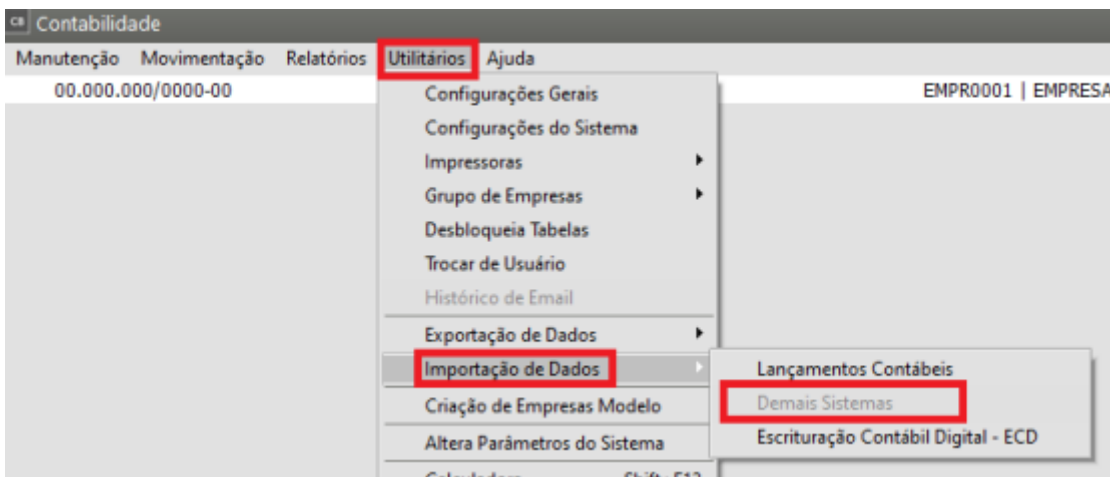 CB Contabilidade
Manutenção Movimentação Relatórios Utilitários Ajuda
00.000.000/0000-00 EMPR0001 | EMPRESA
Configurações Gerais
Configurações do Sistema
Impressoras
Grupo de Empresas
Desbloqueia Tabelas
Trocar de Usuário
Histórico de Email
Exportação de Dados
Importação de Dados Lançamentos Contábeis
Criação de Empresas Modelo Demais Sistemas
Altera Parâmetros do Sistema Escrituração Contábil Digital - ECD